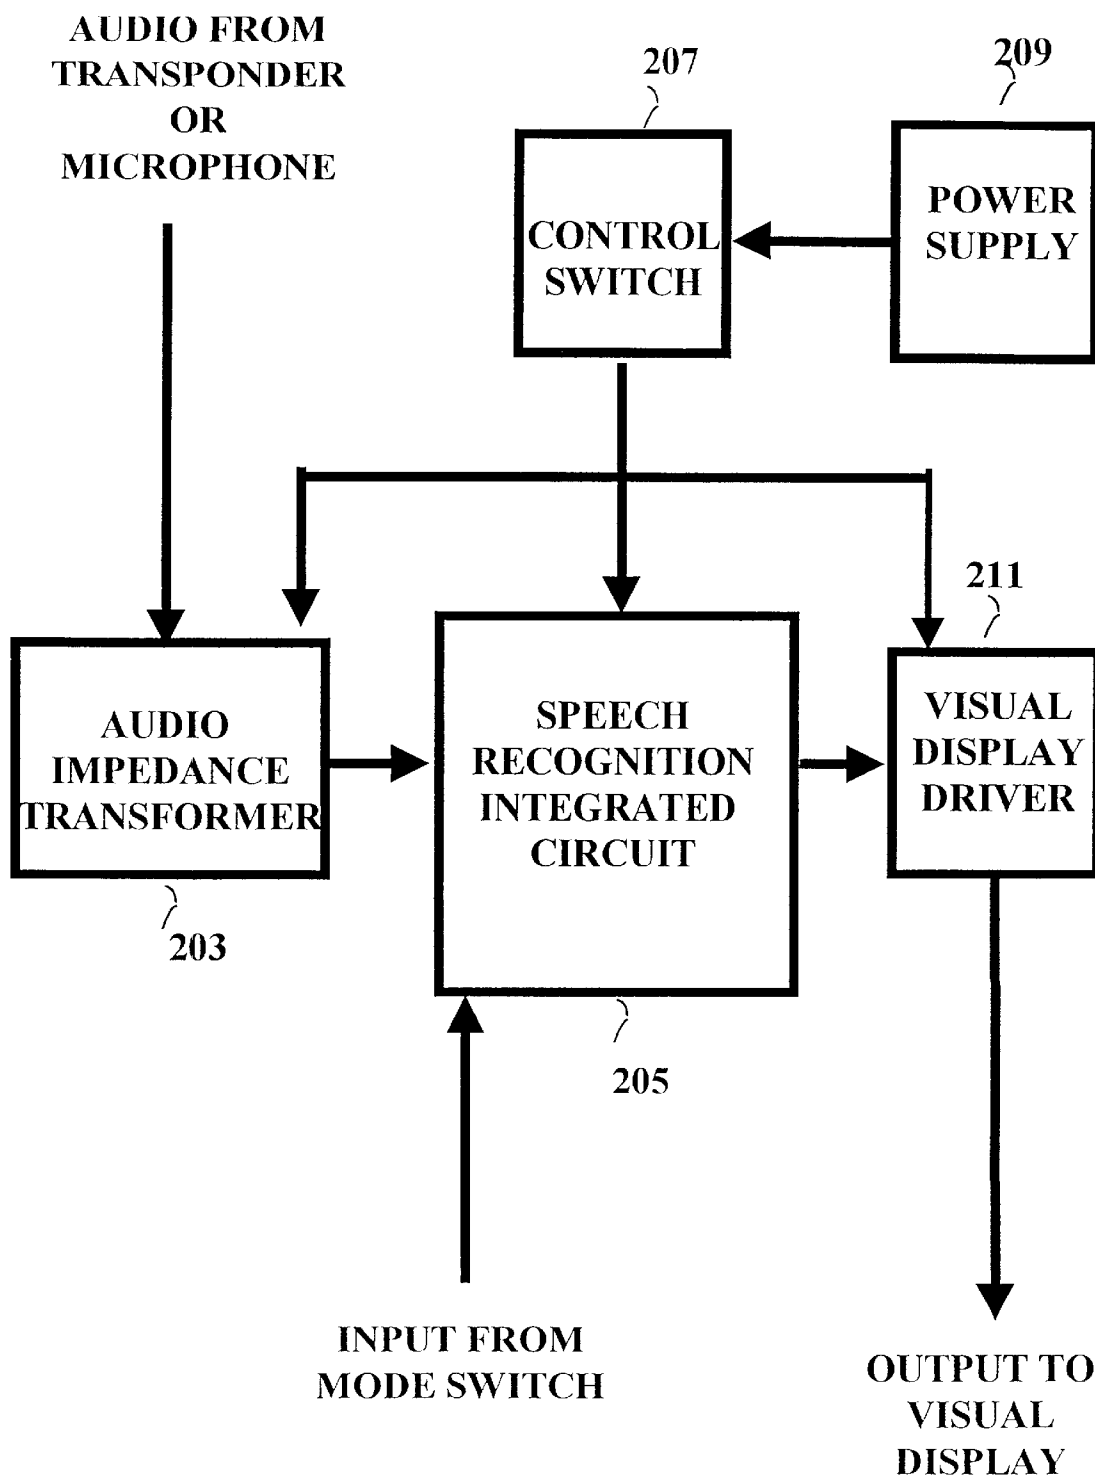 AUDIO FROM
TRANSPONDER
OR
MICROPHONE
207
209
CONTROL
SWITCH
POWER
SUPPLY
211
AUDIO
IMPEDANCE
TRANSFORMER
SPEECH
RECOGNITION
INTEGRATED
CIRCUIT
VISUAL
DISPLAY
DRIVER
203
205
INPUT FROM
MODE SWITCH
OUTPUT TO
VISUAL
DISPLAY